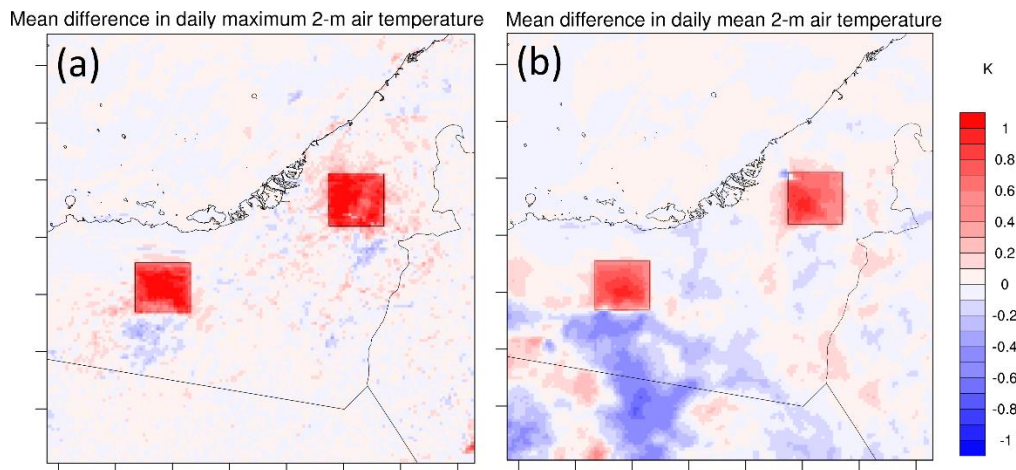 Mean difference in daily maximum 2-m air temperature
Mean difference in daily mean 2-m air temperature
(a)
(b)
K
1
0.8
0.6
0.4
0.2
0
-0.2
-0.4
-0.6
-0.8
-1